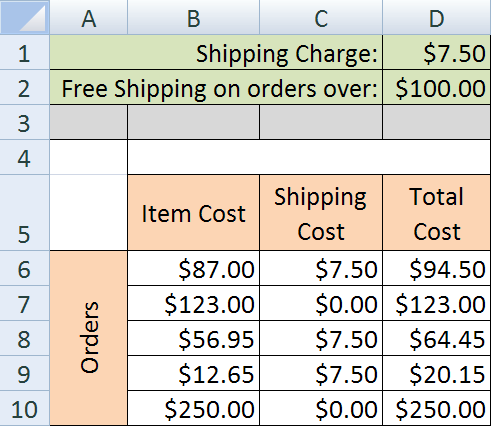 A B C D
1 Shipping Charge: $7.50
2 Free Shipping on orders over: $100.00
3
4
5 Item Cost Shipping Cost Total Cost
6 Orders $87.00 $7.50 $94.50
7 $123.00 $0.00 $123.00
8 $56.95 $7.50 $64.45
9 $12.65 $7.50 $20.15
10 $250.00 $0.00 $250.00